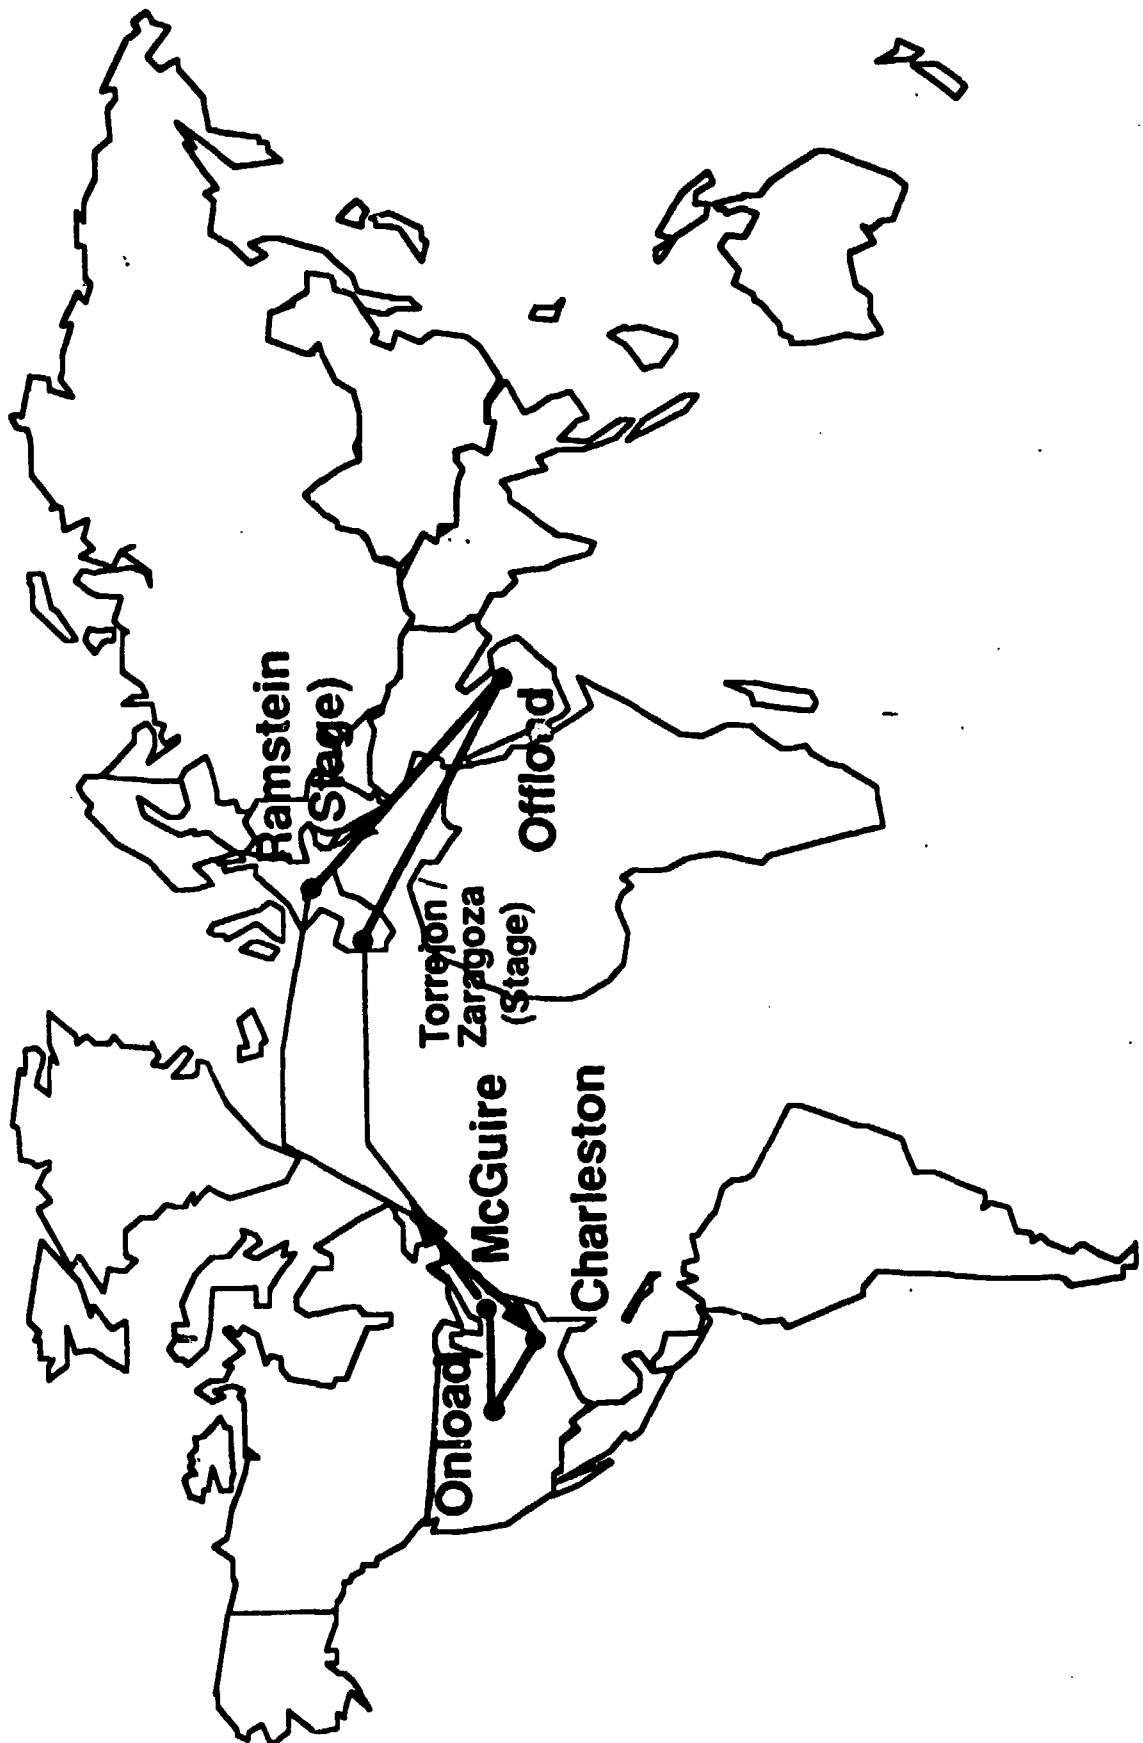 Ramstein
(Stage)
Offload
Torrejon /
Zaragoza
(Stage)
McGuire
Charleston
Onload